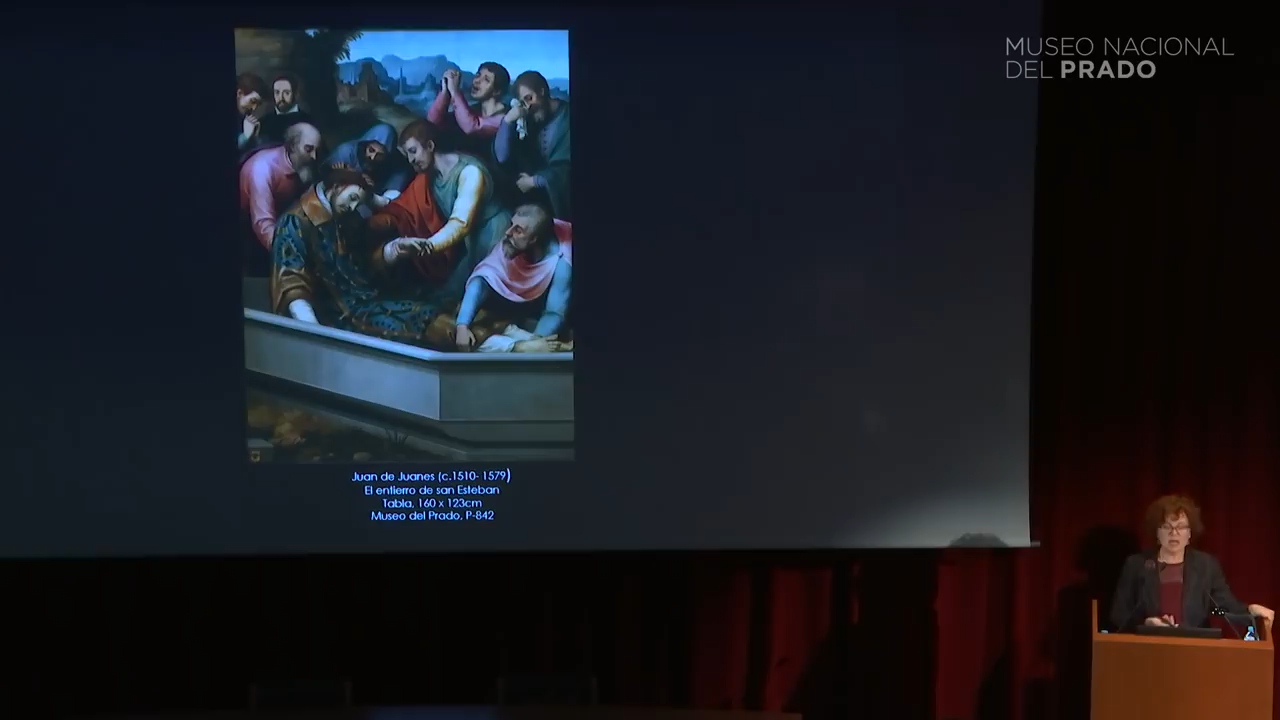 MUSEO NACIONAL
DEL PRADO
Juan de Juanes (c.1510- 1579)
El entierro de san Esteban
Tabla, 160 x 123cm
Museo del Prado, P-842